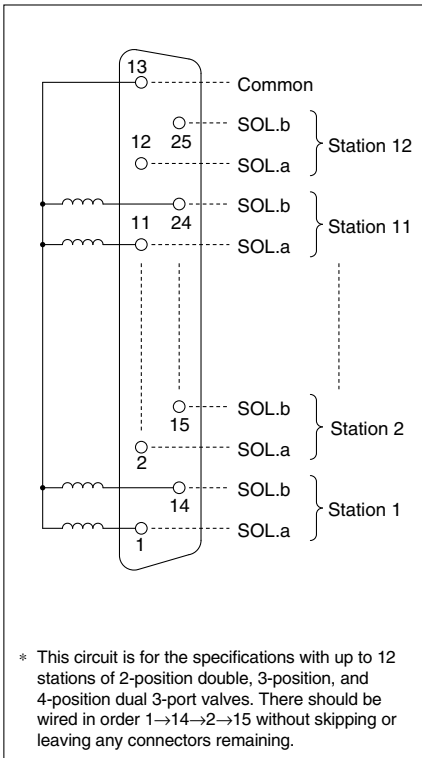 13
Common
SOL.b
25
12
Station 12
SOL.a
SOL.b
24
11
Station 11
SOL.a
SOL.b
15
Station 2
SOL.a
2
SOL.b
14
Station 1
SOL.a
1
* This circuit is for the specifications with up to 12
stations of 2-position double, 3-position, and
4-position dual 3-port valves. There should be
wired in order 1→14→2→15 without skipping or
leaving any connectors remaining.